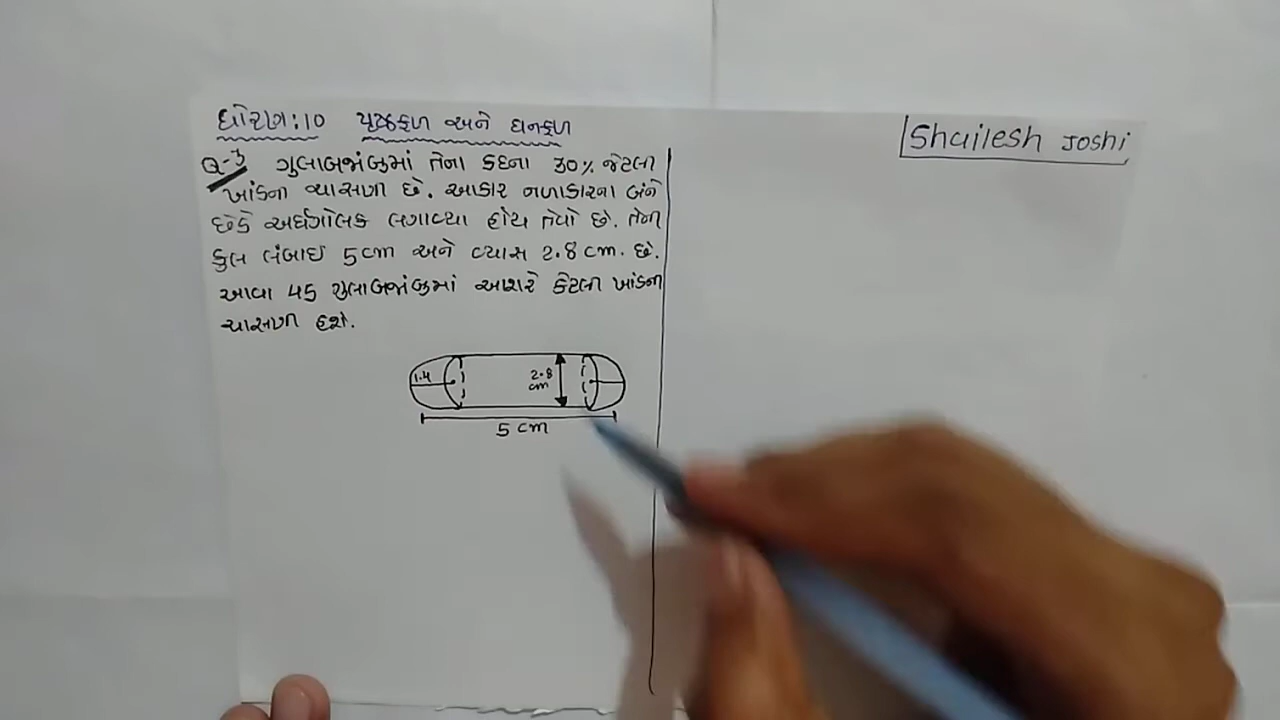 ધોરણ:10 પૃષ્ઠફળ અને ઘનફળ
Shailesh Joshi
Q-3 ગુલાબજાંબુમાં તેના કદના 30% જેટલી
ખાંડના ચાસણી છે. આકાર નળાકારના બંને
છેડે અર્ધગોલક લગાવ્યા હોય તેવો છે. તેની
કુલ લંબાઇ 5cm અને વ્યાસ 2.8 cm. છે.
આવા 45 ગુલાબજાંબુમાં આશરે કેટલી ખાંડની
ચાસણી હશે.
1.4
2.8
cm
5 cm